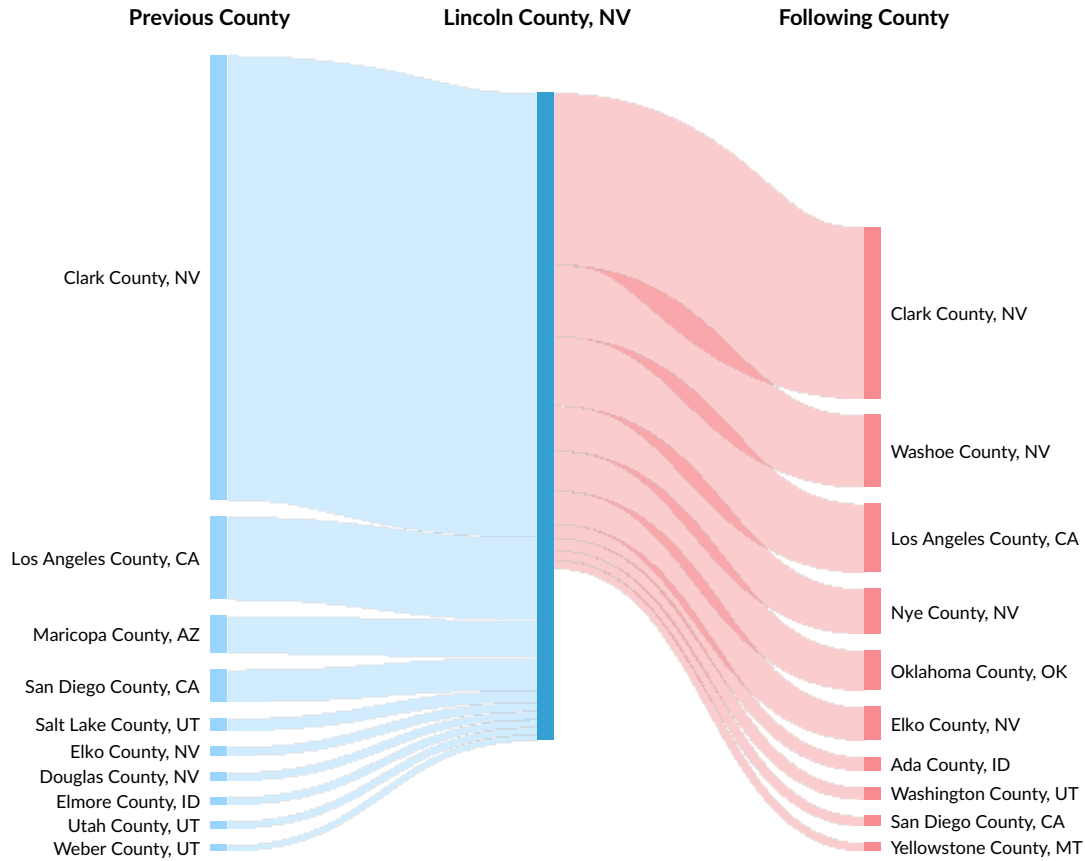 Previous County
Lincoln County, NV
Following County
Clark County, NV
Los Angeles County, CA
Maricopa County, AZ
San Diego County, CA
Salt Lake County, UT
Elko County, NV
Douglas County, NV
Elmore County, ID
Utah County, UT
Weber County, UT
Clark County, NV
Washoe County, NV
Los Angeles County, CA
Nye County, NV
Oklahoma County, OK
Elko County, NV
Ada County, ID
Washington County, UT
San Diego County, CA
Yellowstone County, MT